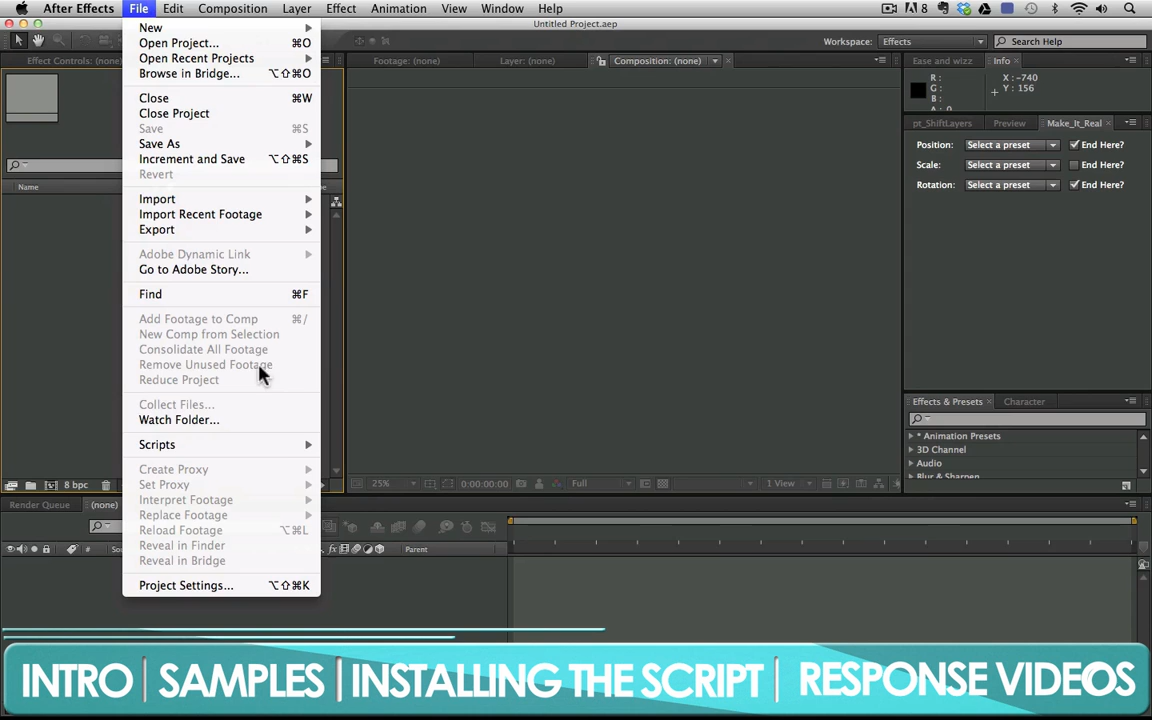 After Effects File Edit Composition Layer Effect Animation View Window Help A 8
Untitled Project.aep
Workspace: Effects Search Help
Effect Controls: (none)
Footage: (none) Layer: (none) Composition: (none) Ease and wizz Info
New
Open Project... ⌘O
Open Recent Projects
Browse in Bridge... ⌥⇧⌘O
Close ⌘W
Close Project
Save ⌘S
Save As
Increment and Save ⌥⇧⌘S
Revert
Import
Import Recent Footage
Export
Adobe Dynamic Link
Go to Adobe Story...
Find ⌘F
Add Footage to Comp ⌘/
New Comp from Selection
Consolidate All Footage
Remove Unused Footage
Reduce Project
Collect Files...
Watch Folder...
Scripts
Create Proxy
Set Proxy
Interpret Footage
Replace Footage
Reload Footage ⌥⌘L
Reveal in Finder
Reveal in Bridge
Project Settings... ⌥⇧⌘K
R : X : -740
G : Y : 156
B :
A : 0
pt_ShiftLayers Preview Make_It_Real
Position: Select a preset End Here?
Scale: Select a preset End Here?
Rotation: Select a preset End Here?
Name
Effects & Presets Character
* Animation Presets
3D Channel
Audio
Blur & Sharpen
8 bpc
25% 0:00:00:00 Full 1 View
Render Queue (none)
# Parent
INTRO | SAMPLES | INSTALLING THE SCRIPT | RESPONSE VIDEOS